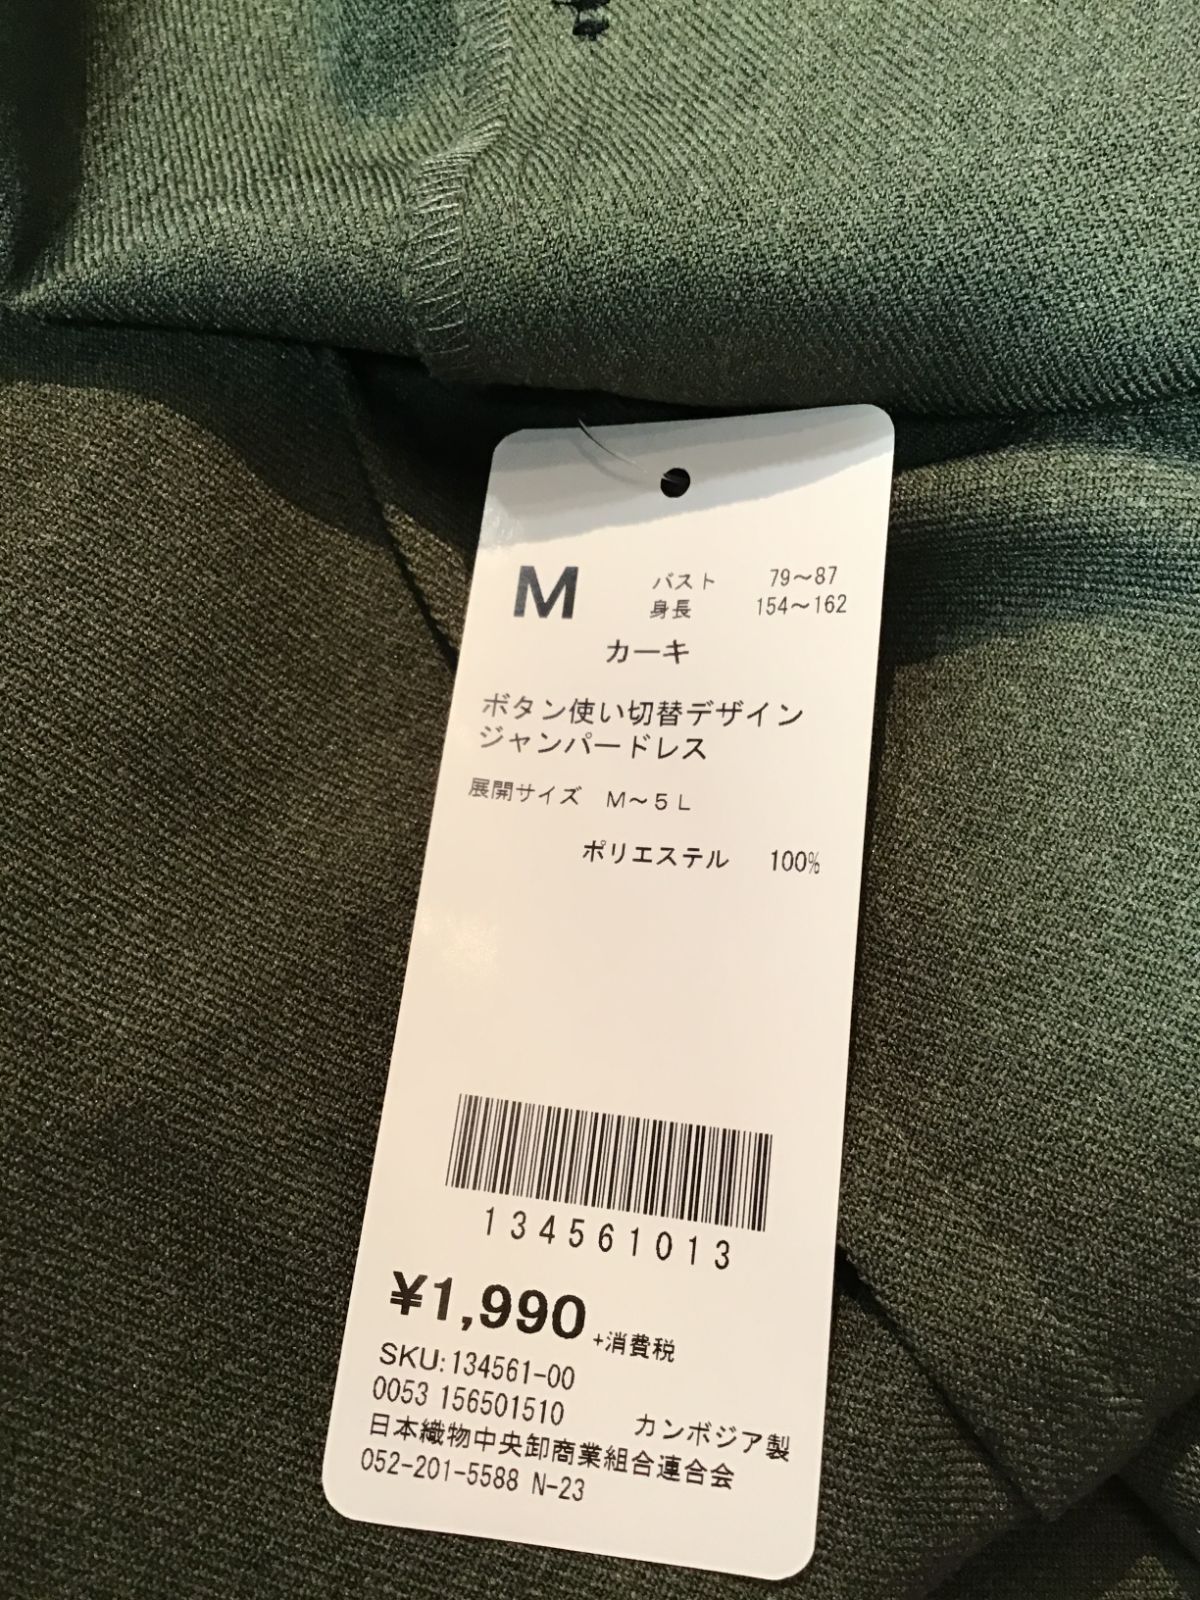 M バスト 79～87
身長 154～162
カーキ
ボタン使い切替デザイン
ジャンパードレス
展開サイズ M～5L
ポリエステル 100%
134561013
¥1,990 +消費税
SKU:134561-00
0053 156501510
カンボジア製
日本織物中央卸商業組合連合会
052-201-5588 N-23